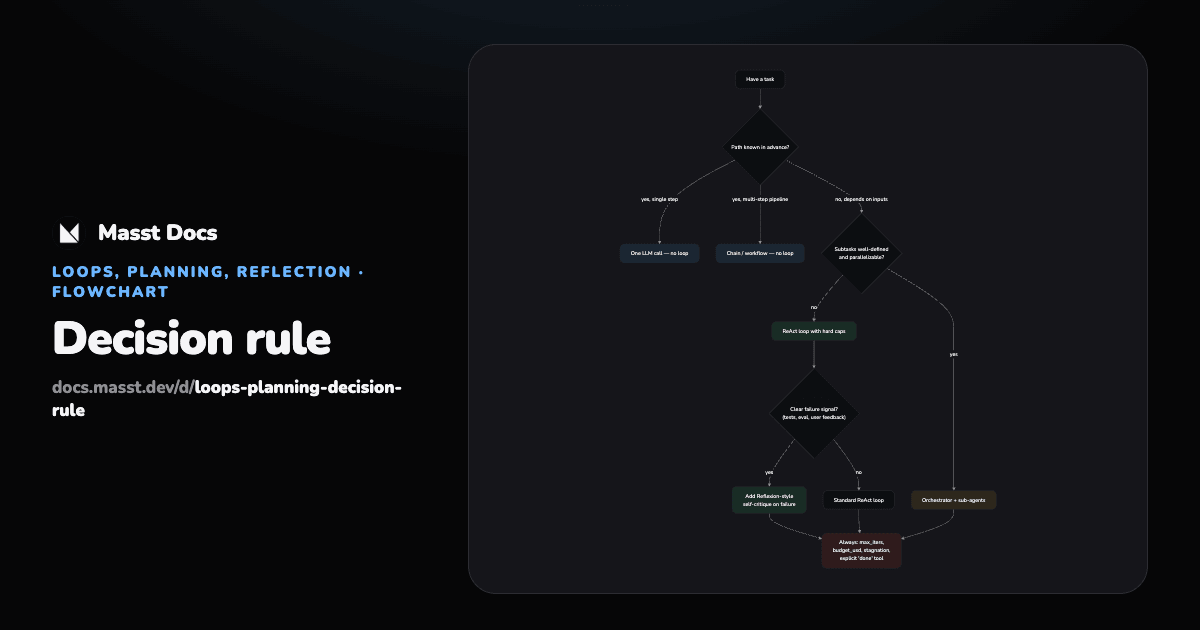 Masst Docs
LOOPS, PLANNING, REFLECTION ·
FLOWCHART
Decision rule
docs.masst.dev/d/loops-planning-decision-
rule
Have a task
Path known in advance?
yes, single step
yes, multi-step pipeline
no, depends on inputs
One LLM call — no loop
Chain / workflow — no loop
Subtasks well-defined
and parallelizable?
no
ReAct loop with hard caps
yes
Clear failure signal?
(tests, eval, user feedback)
yes
no
Add Reflexion-style
self-critique on failure
Standard ReAct loop
Orchestrator + sub-agents
Always: max_iters,
budget_usd, stagnation,
explicit 'done' tool